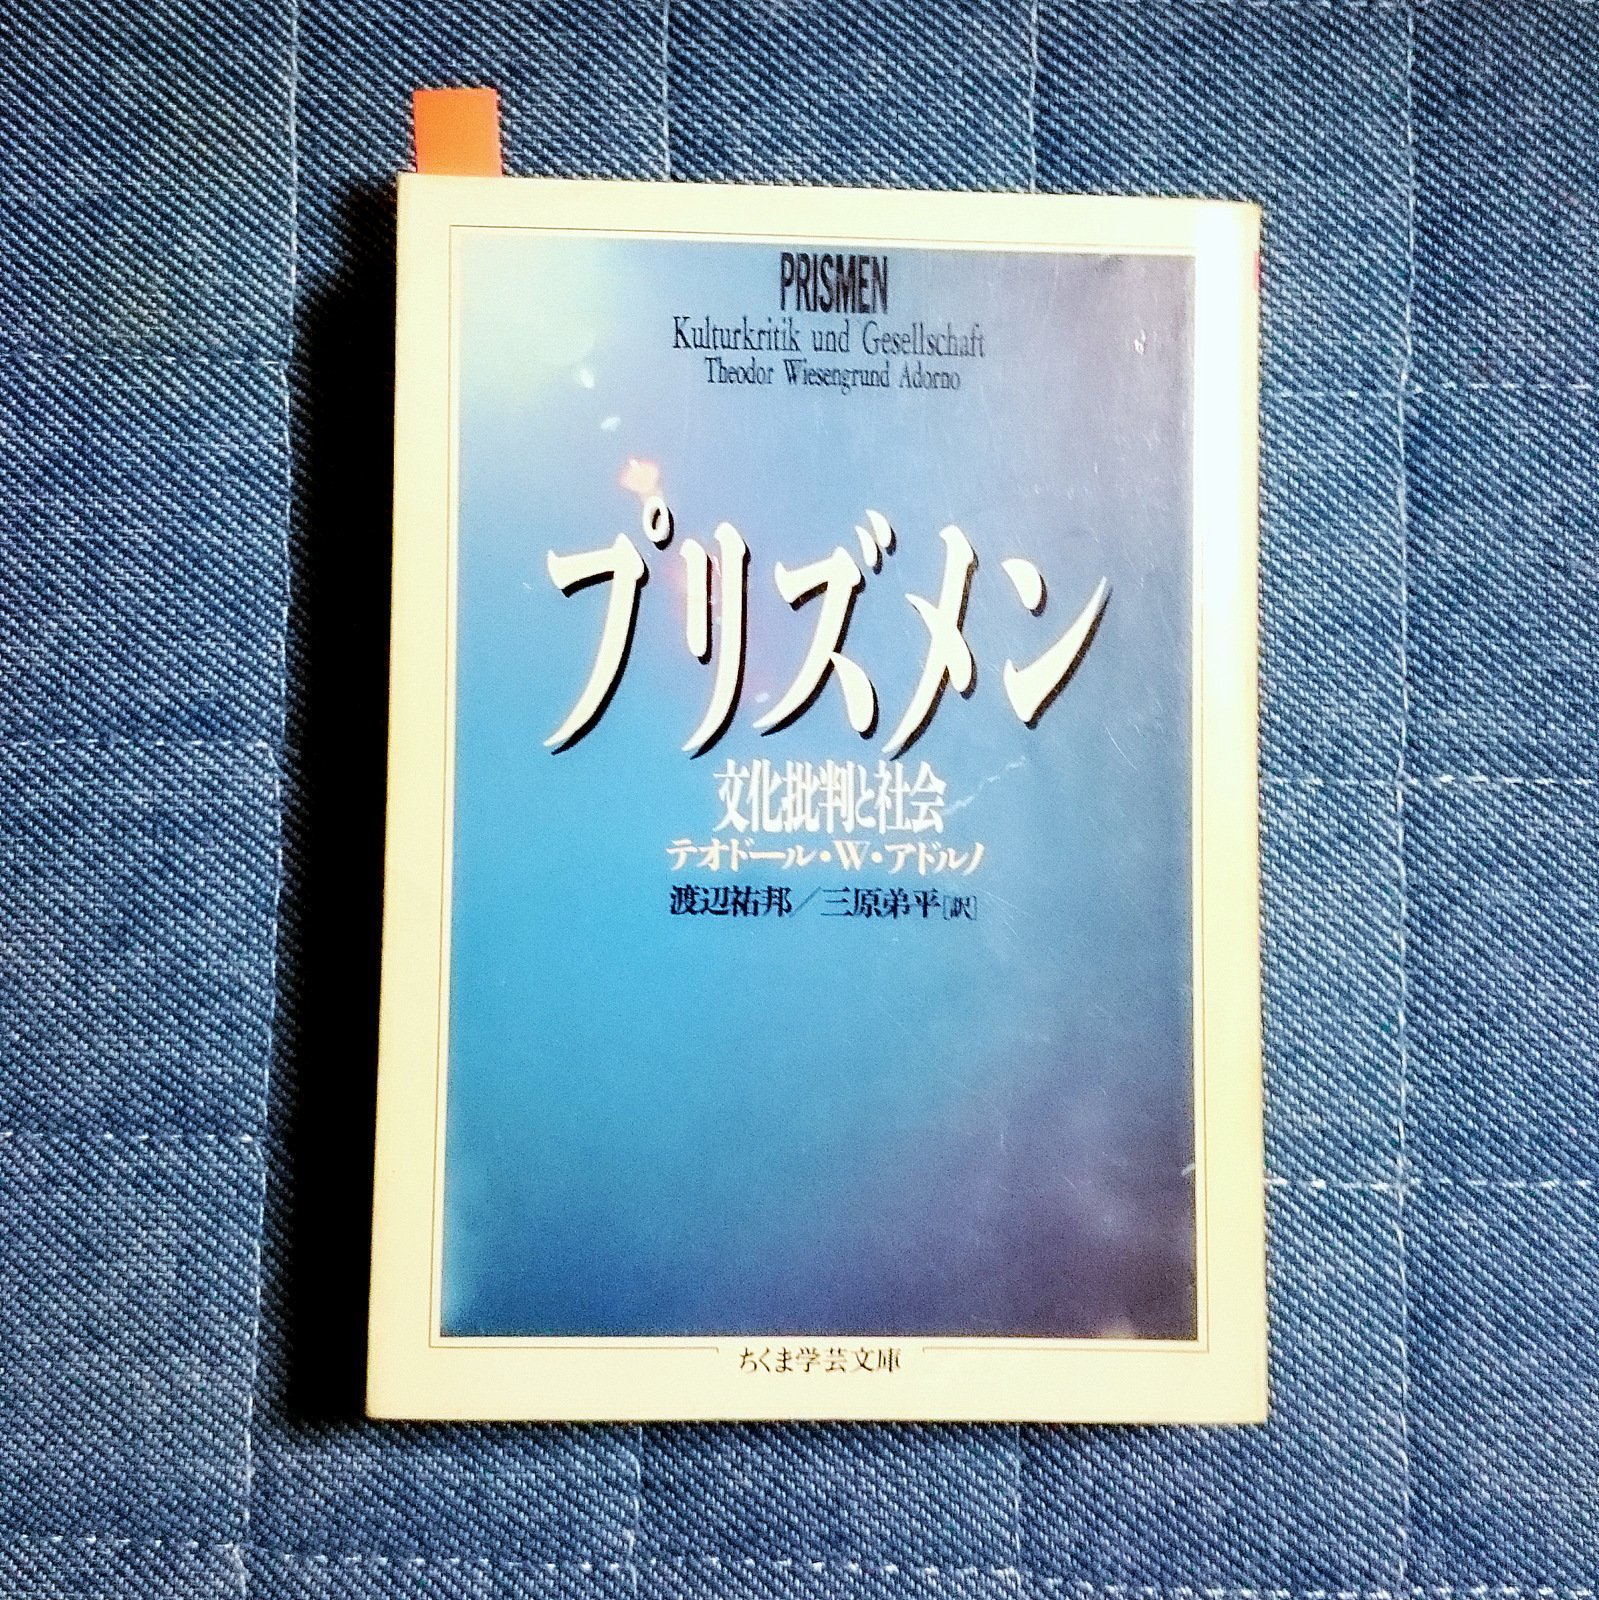 PRISMEN
Kulturkritik und Gesellschaft
Theodor Wiesengrund Adorno
プリズメン
文化批判と社会
テオドール・W・アドルノ
渡辺祐邦／三原弟平[訳]
ちくま学芸文庫